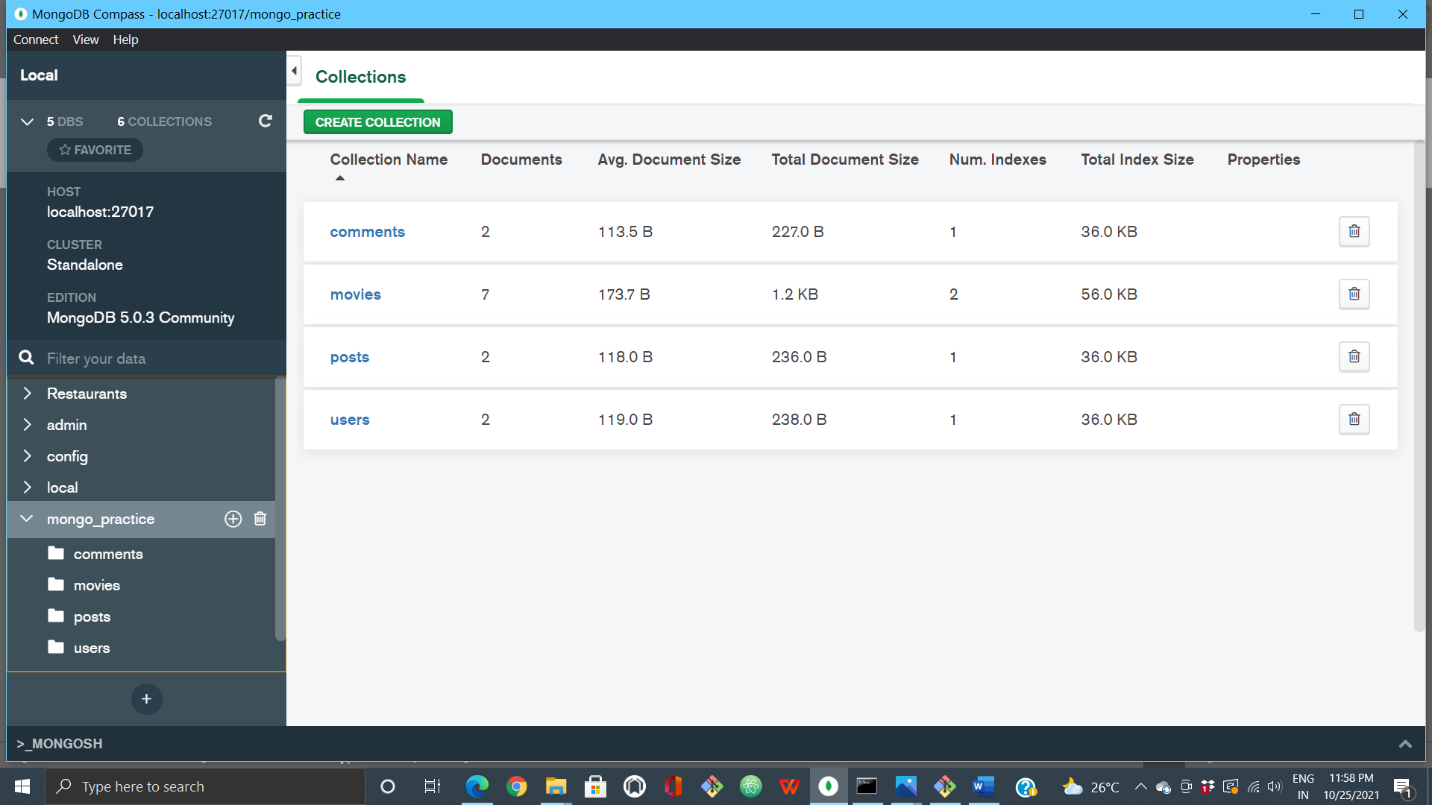 MongoDB Compass - localhost:27017/mongo_practice
Connect View Help
Local
5 DBS 6 COLLECTIONS
FAVORITE
HOST
localhost:27017
CLUSTER
Standalone
EDITION
MongoDB 5.0.3 Community
Filter your data
Restaurants
admin
config
local
mongo_practice
comments
movies
posts
users
+
Collections
CREATE COLLECTION
Collection Name Documents Avg. Document Size Total Document Size Num. Indexes Total Index Size Properties
comments 2 113.5 B 227.0 B 1 36.0 KB
movies 7 173.7 B 1.2 KB 2 56.0 KB
posts 2 118.0 B 236.0 B 1 36.0 KB
users 2 119.0 B 238.0 B 1 36.0 KB
>_MONGOSH
Type here to search
26°C
ENG
IN
11:58 PM
10/25/2021
1